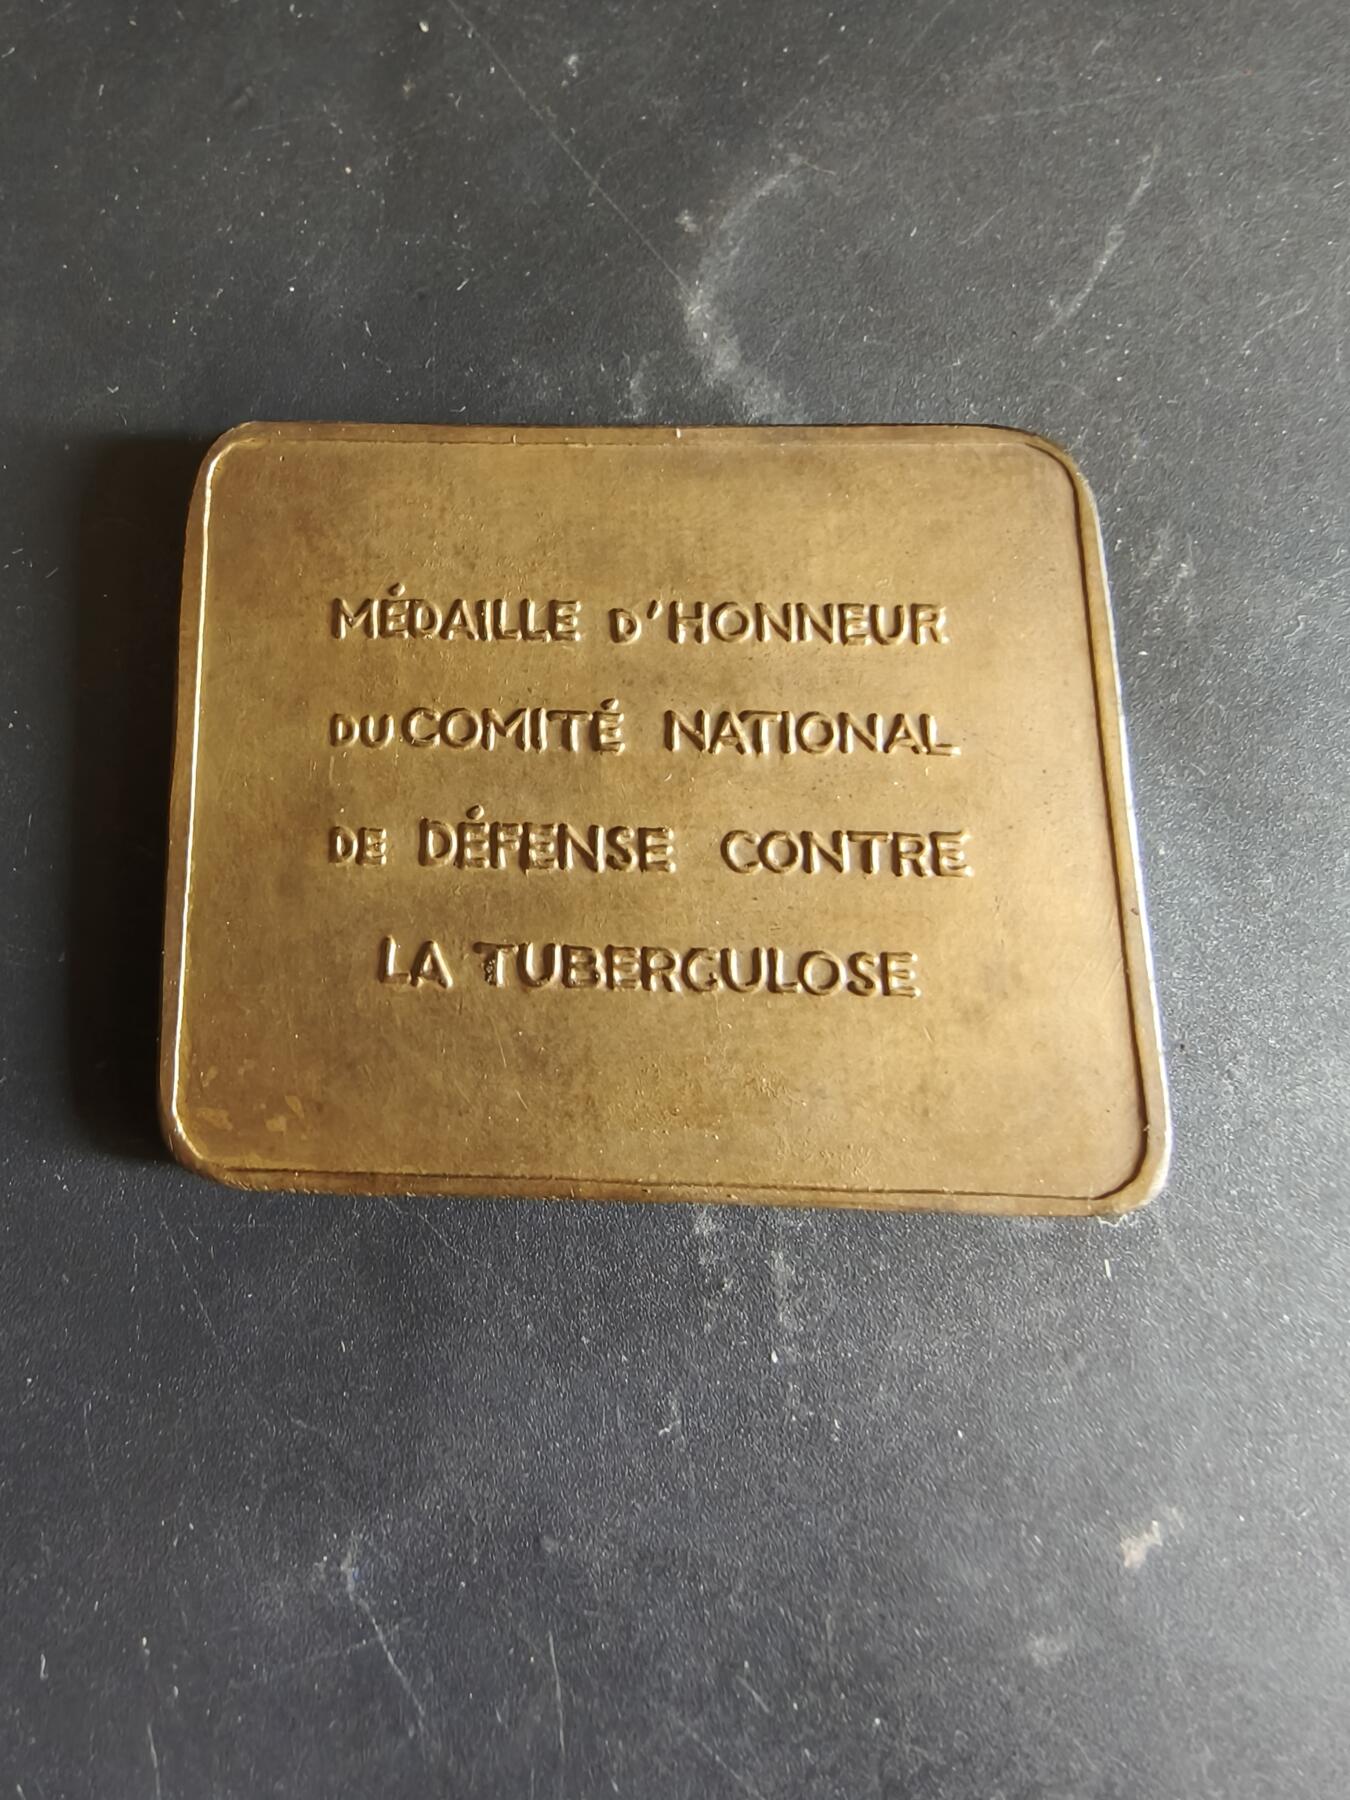 MÉDAILLE D'HONNEUR
DU COMITÉ NATIONAL
DE DÉFENSE CONTRE
LA TUBERCULOSE